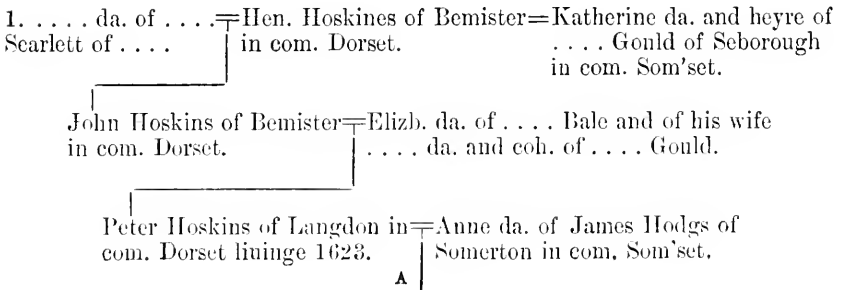 1. . . . . da. of . . . . Hen. Hoskines of Bemister=Katherine da. and heyre of
Scarlett of . . . . in com. Dorset. . . . . Gould of Seborough
in com. Som'set.
John Hoskins of Bemister Elizb. da. of . . . . Bale and of his wife
in com. Dorset. . . . . da. and coh. of . . . . Gould.
Peter Hoskins of Langdon in Anne da. of James Hodgs of
com. Dorset liuinge 1623. Somerton in com. Som'set.
A